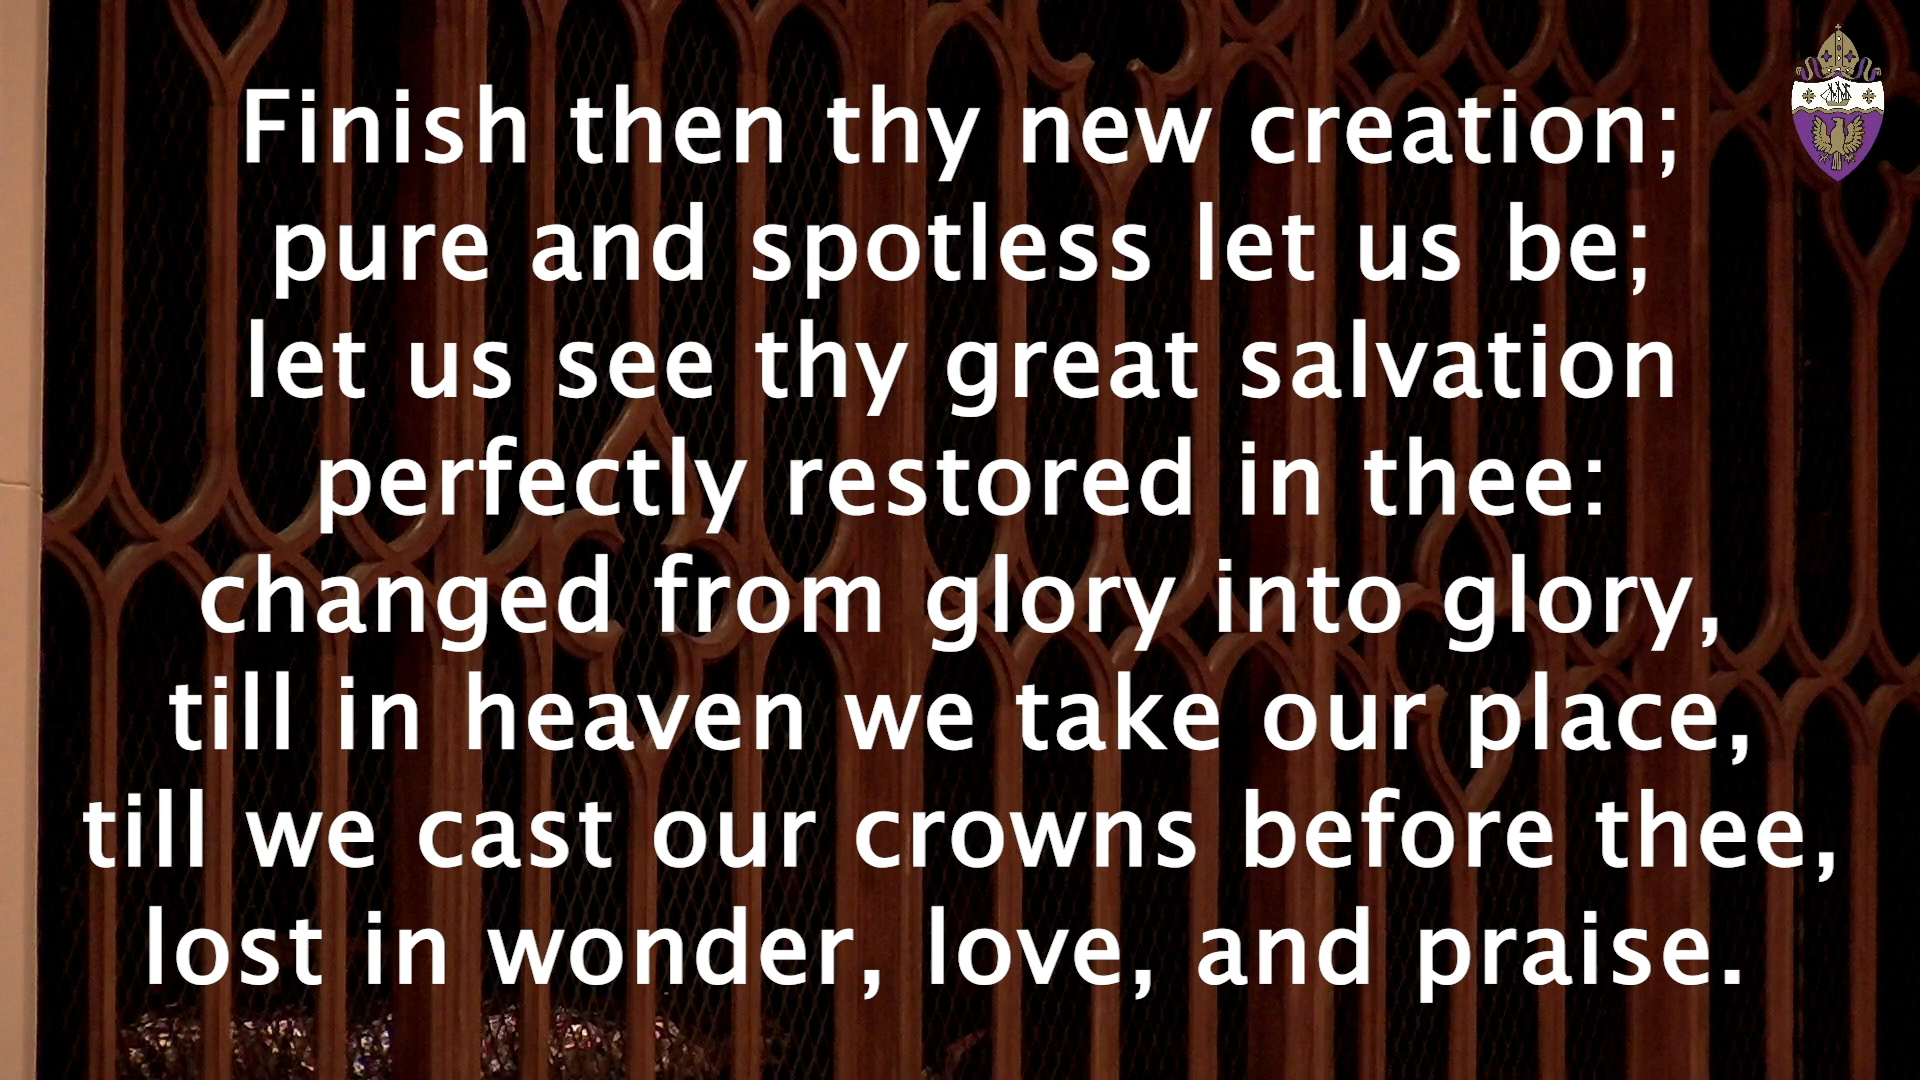 Finish then thy new creation;
pure and spotless let us be;
let us see thy great salvation
perfectly restored in thee:
changed from glory into glory,
till in heaven we take our place,
till we cast our crowns before thee,
lost in wonder, love, and praise.